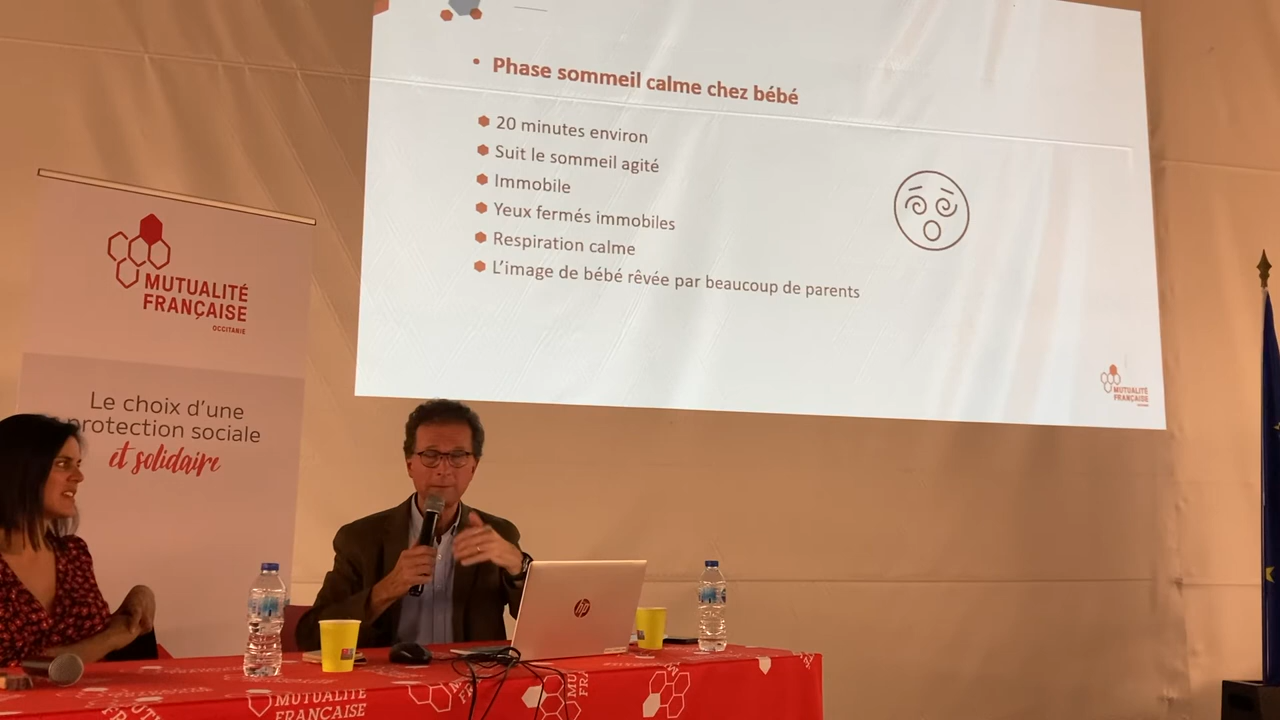 Phase sommeil calme chez bébé
20 minutes environ
Suit le sommeil agité
Immobile
Yeux fermés immobiles
Respiration calme
L'image de bébé rêvée par beaucoup de parents
MUTUALITÉ
FRANÇAISE
MUTUALITÉ
FRANÇAISE
OCCITANIE
Le choix d'une
protection sociale
et solidaire
hp
MUTUALITÉ
FRANÇAISE